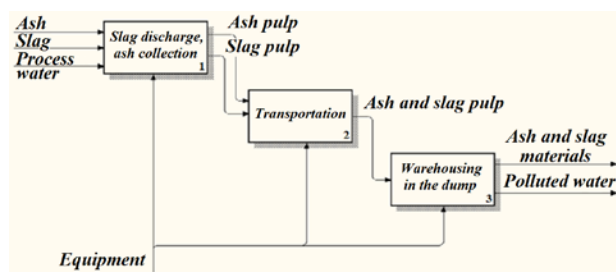 Ash
Slag
Process
water
Slag discharge,
ash collection
1
Ash pulp
Slag pulp
Transportation
2
Ash and slag pulp
Warehousing
in the dump
3
Ash and slag
materials
Polluted water
Equipment